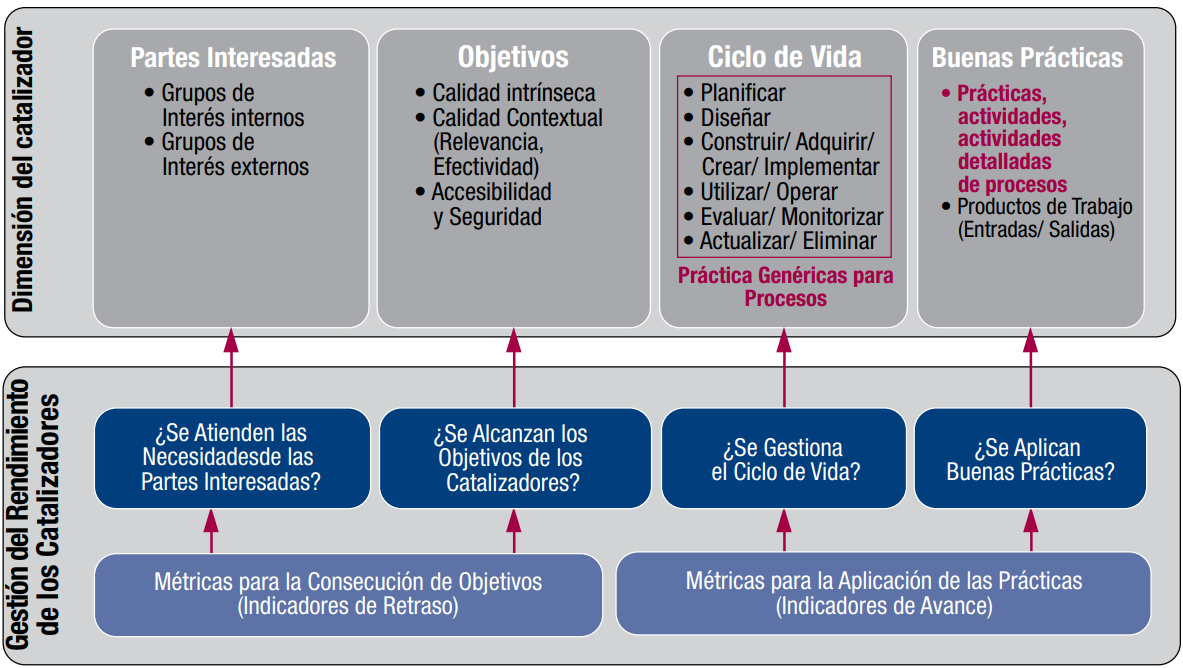 Dimensión del catalizador
Partes Interesadas
• Grupos de
Interés internos
• Grupos de
Interés externos
Objetivos
• Calidad intrínseca
• Calidad Contextual
(Relevancia,
Efectividad)
• Accesibilidad
y Seguridad
Ciclo de Vida
• Planificar
• Diseñar
• Construir/ Adquirir/
Crear/ Implementar
• Utilizar/ Operar
• Evaluar/ Monitorizar
• Actualizar/ Eliminar
Práctica Genéricas para
Procesos
Buenas Prácticas
• Prácticas,
actividades,
actividades
detalladas
de procesos
• Productos de Trabajo
(Entradas/ Salidas)
Gestión del Rendimiento
de los Catalizadores
¿Se Atienden las
Necesidadesde las
Partes Interesadas?
¿Se Alcanzan los
Objetivos de los
Catalizadores?
¿Se Gestiona
el Ciclo de Vida?
¿Se Aplican
Buenas Prácticas?
Métricas para la Consecución de Objetivos
(Indicadores de Retraso)
Métricas para la Aplicación de las Prácticas
(Indicadores de Avance)